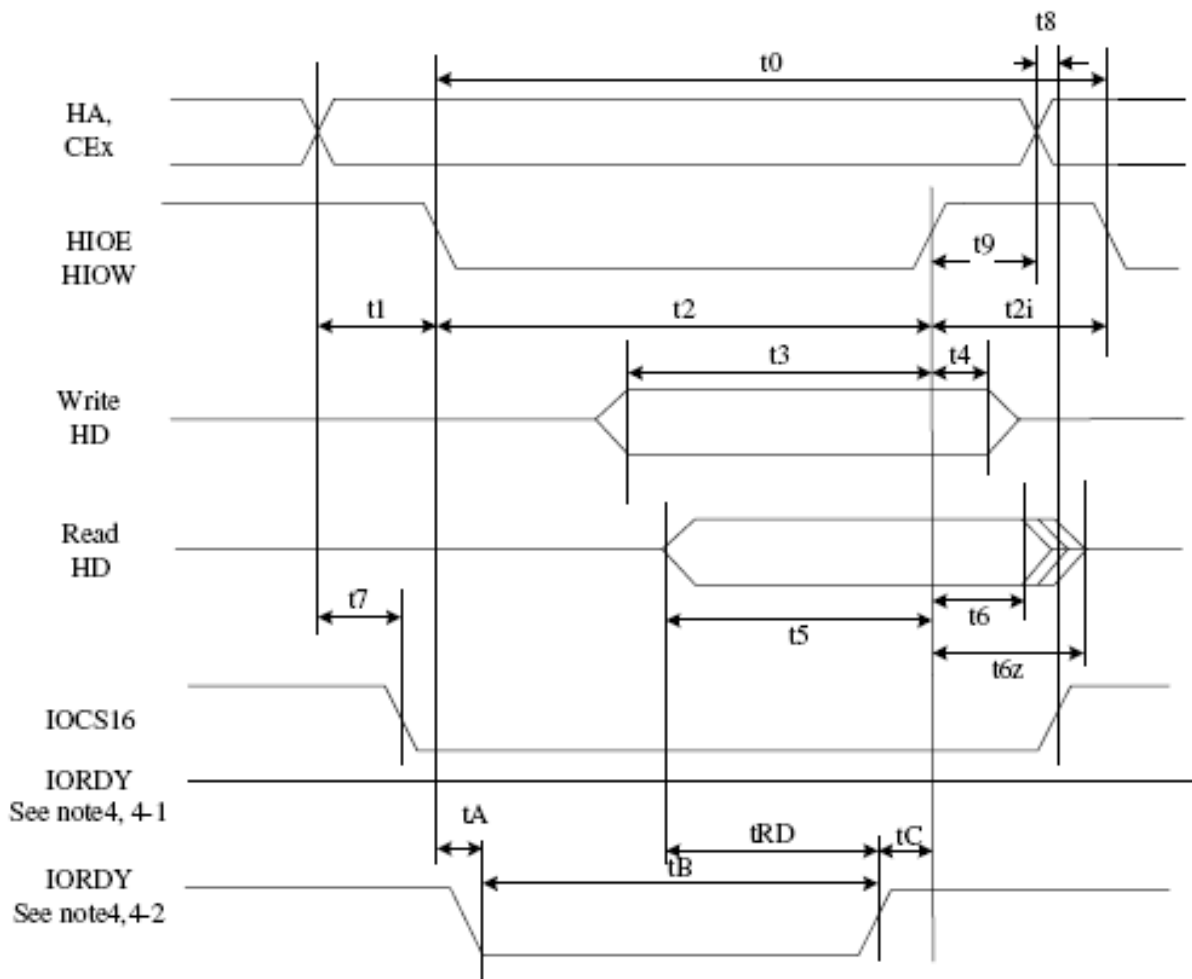 t8
t0
HA,
CEx
HIOE
HIOW
t9
t1
t2
t2i
t3
t4
Write
HD
Read
HD
t7
t6
t5
t6z
IOCS16
IORDY
See note4, 4-1
tA
tRD
tC
tB
IORDY
See note4,4-2